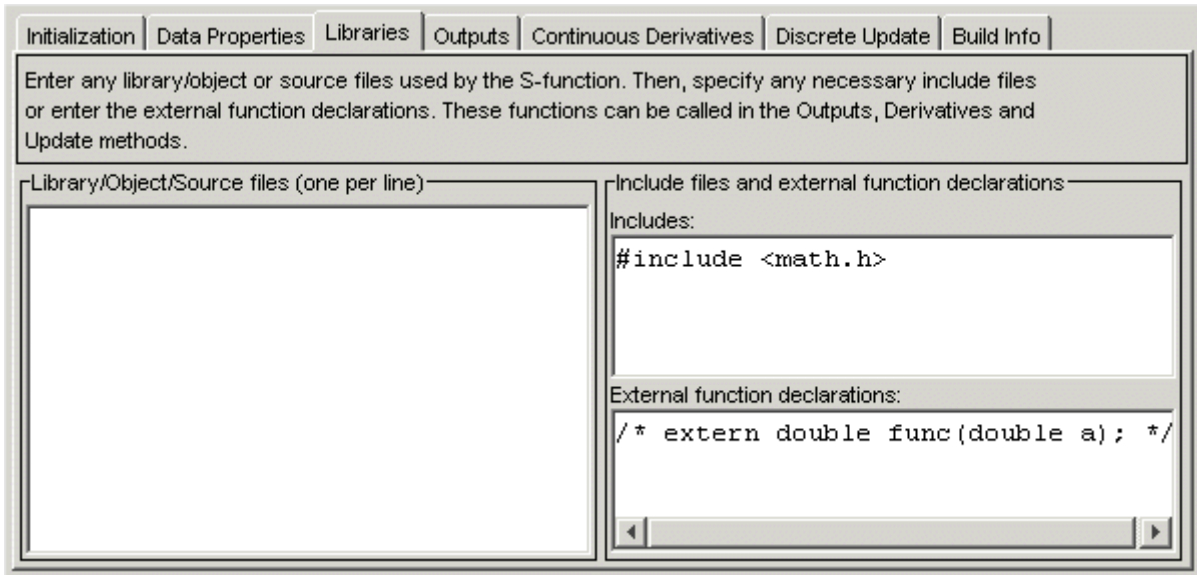 Initialization Data Properties Libraries Outputs Continuous Derivatives Discrete Update Build Info
Enter any library/object or source files used by the S-function. Then, specify any necessary include files
or enter the external function declarations. These functions can be called in the Outputs, Derivatives and
Update methods.
Library/Object/Source files (one per line)
Include files and external function declarations
Includes:
#include <math.h>
External function declarations:
/* extern double func(double a); */